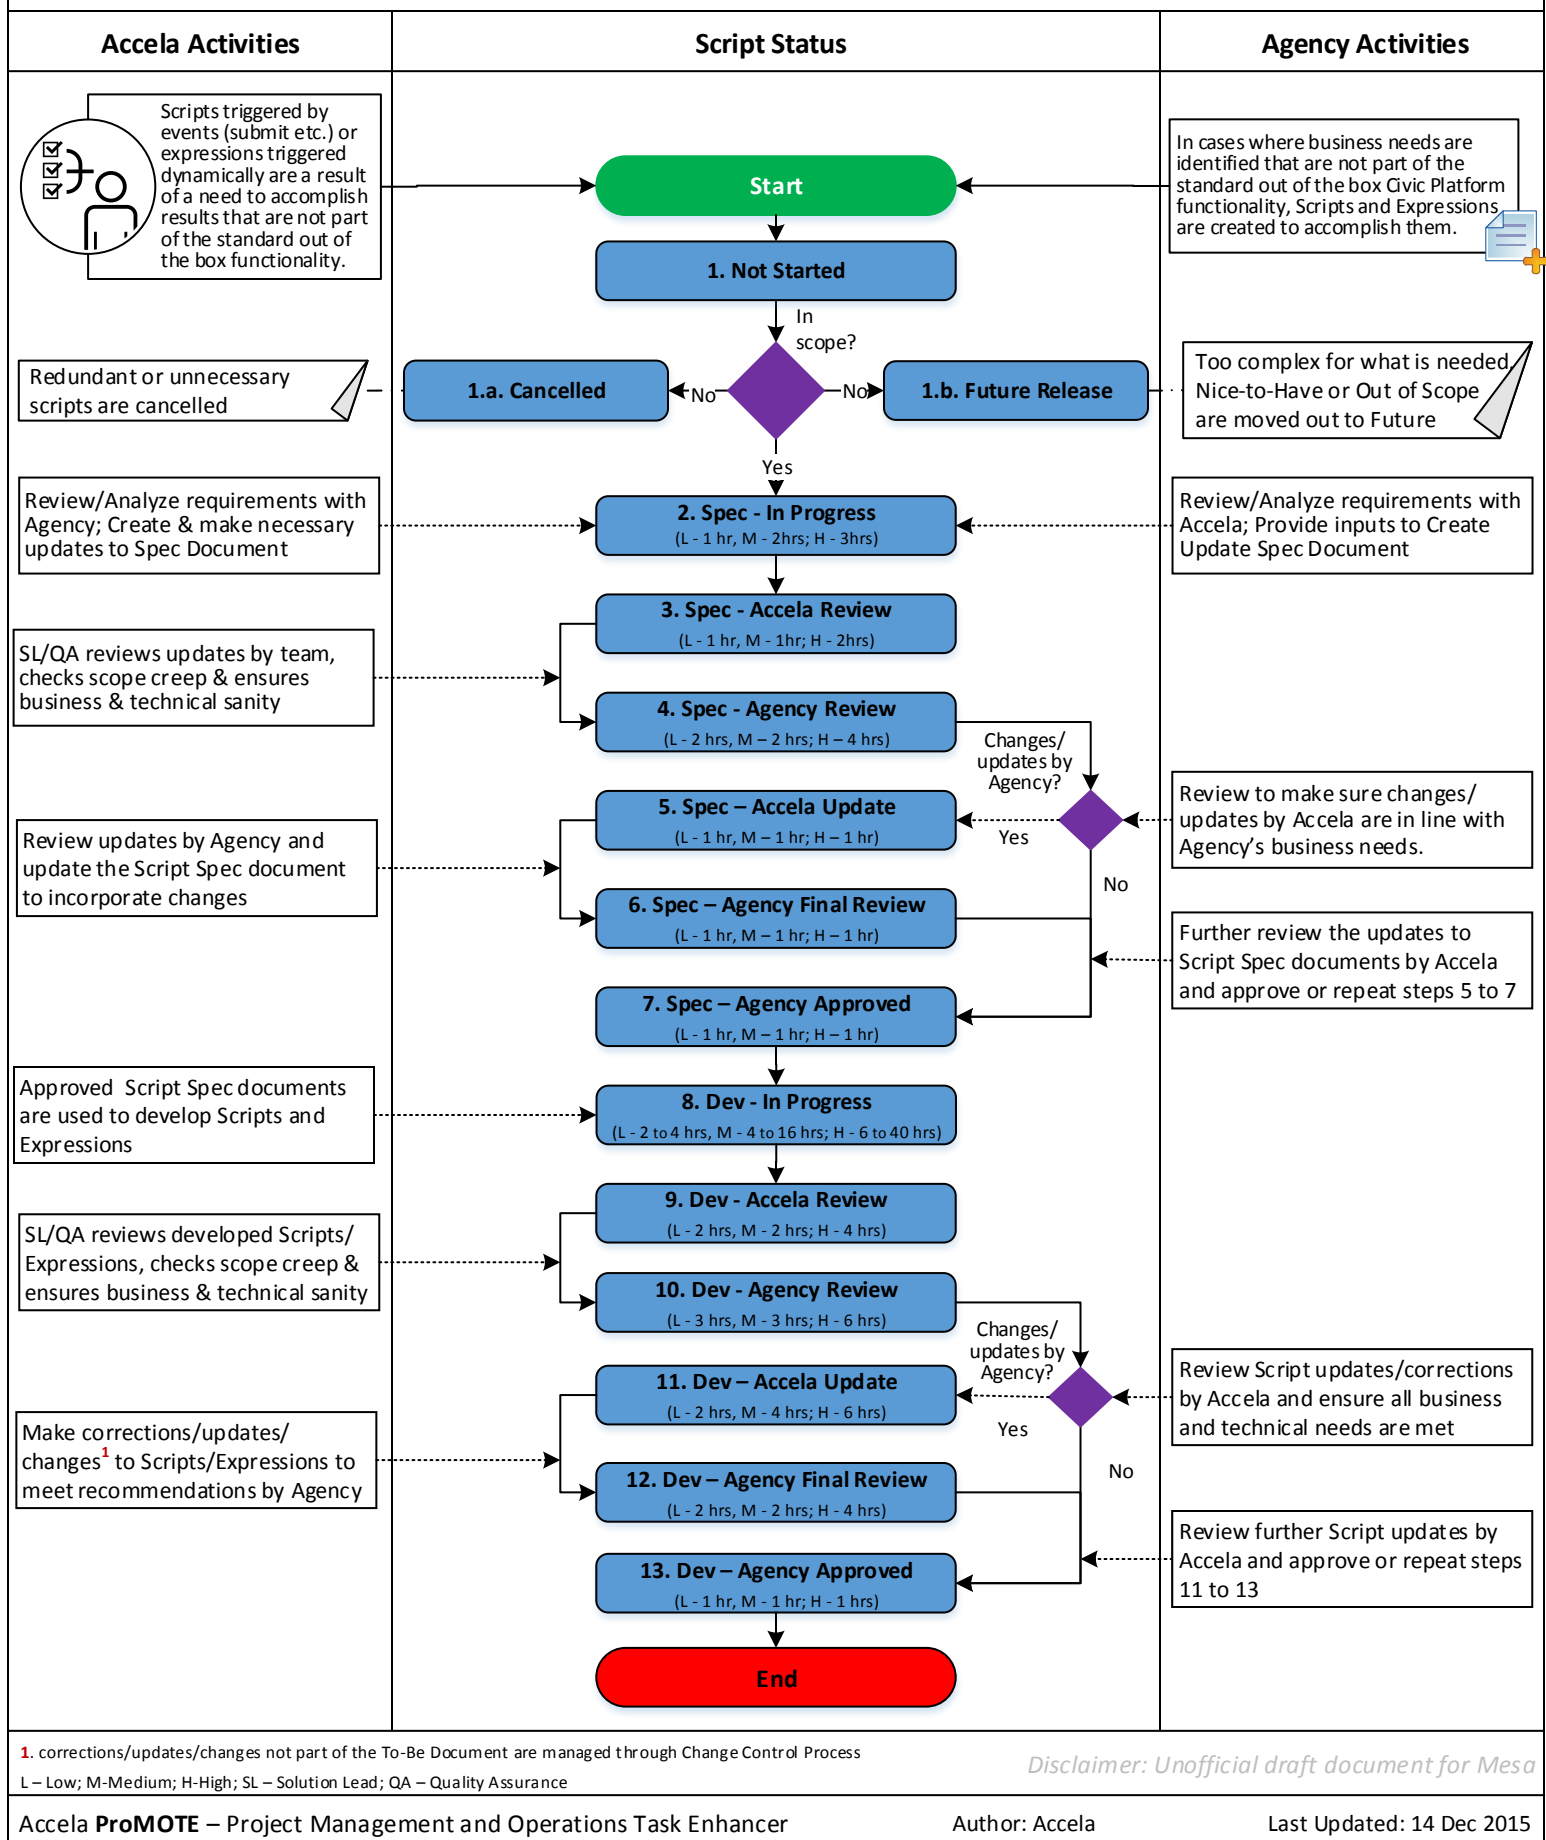 Accela Activities
Script Status
Agency Activities
Scripts triggered by
events (submit etc.) or
expressions triggered
dynamically are a result
of a need to accomplish
results that are not part
of the standard out of
the box functionality.
Start
In cases where business needs are
identified that are not part of the
standard out of the box Civic Platform
functionality, Scripts and Expressions
are created to accomplish them.
1. Not Started
In
scope?
Redundant or unnecessary
scripts are cancelled
1.a. Cancelled
No
No
1.b. Future Release
Too complex for what is needed,
Nice-to-Have or Out of Scope
are moved out to Future
Yes
Review/Analyze requirements with
Agency; Create & make necessary
updates to Spec Document
2. Spec - In Progress
(L - 1 hr, M - 2hrs; H - 3hrs)
Review/Analyze requirements with
Accela; Provide inputs to Create
Update Spec Document
3. Spec - Accela Review
(L - 1 hr, M - 1hr; H - 2hrs)
SL/QA reviews updates by team,
checks scope creep & ensures
business & technical sanity
4. Spec - Agency Review
(L - 2 hrs, M – 2 hrs; H – 4 hrs)
Changes/
updates by
Agency?
5. Spec – Accela Update
(L - 1 hr, M – 1 hr; H – 1 hr)
Yes
Review to make sure changes/
updates by Accela are in line with
Agency's business needs.
Review updates by Agency and
update the Script Spec document
to incorporate changes
No
6. Spec – Agency Final Review
(L - 1 hr, M – 1 hr; H – 1 hr)
Further review the updates to
Script Spec documents by Accela
and approve or repeat steps 5 to 7
7. Spec – Agency Approved
(L - 1 hr, M – 1 hr; H – 1 hr)
Approved Script Spec documents
are used to develop Scripts and
Expressions
8. Dev - In Progress
(L - 2 to 4 hrs, M - 4 to 16 hrs; H - 6 to 40 hrs)
9. Dev - Accela Review
(L - 2 hrs, M - 2 hrs; H - 4 hrs)
SL/QA reviews developed Scripts/
Expressions, checks scope creep &
ensures business & technical sanity
10. Dev - Agency Review
(L - 3 hrs, M - 3 hrs; H - 6 hrs)
Changes/
updates by
Agency?
11. Dev – Accela Update
(L - 2 hrs, M - 4 hrs; H - 6 hrs)
Yes
Review Script updates/corrections
by Accela and ensure all business
and technical needs are met
Make corrections/updates/
changes1 to Scripts/Expressions to
meet recommendations by Agency
No
12. Dev – Agency Final Review
(L - 2 hrs, M - 2 hrs; H - 4 hrs)
Review further Script updates by
Accela and approve or repeat steps
11 to 13
13. Dev – Agency Approved
(L - 1 hr, M - 1 hr; H - 1 hrs)
End
1. corrections/updates/changes not part of the To-Be Document are managed through Change Control Process
L – Low; M-Medium; H-High; SL – Solution Lead; QA – Quality Assurance
Disclaimer: Unofficial draft document for Mesa
Accela ProMOTE – Project Management and Operations Task Enhancer
Author: Accela
Last Updated: 14 Dec 2015